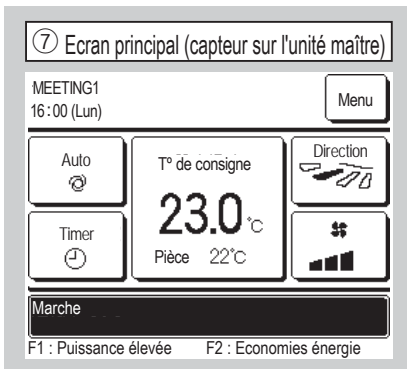 ⑦ Ecran principal (capteur sur l'unité maître)
MEETING1
16:00 (Lun)
Menu
Auto
T° de consigne
Direction
23.0°C
Timer
Pièce 22°C
Marche
F1 : Puissance élevée F2 : Economies énergie